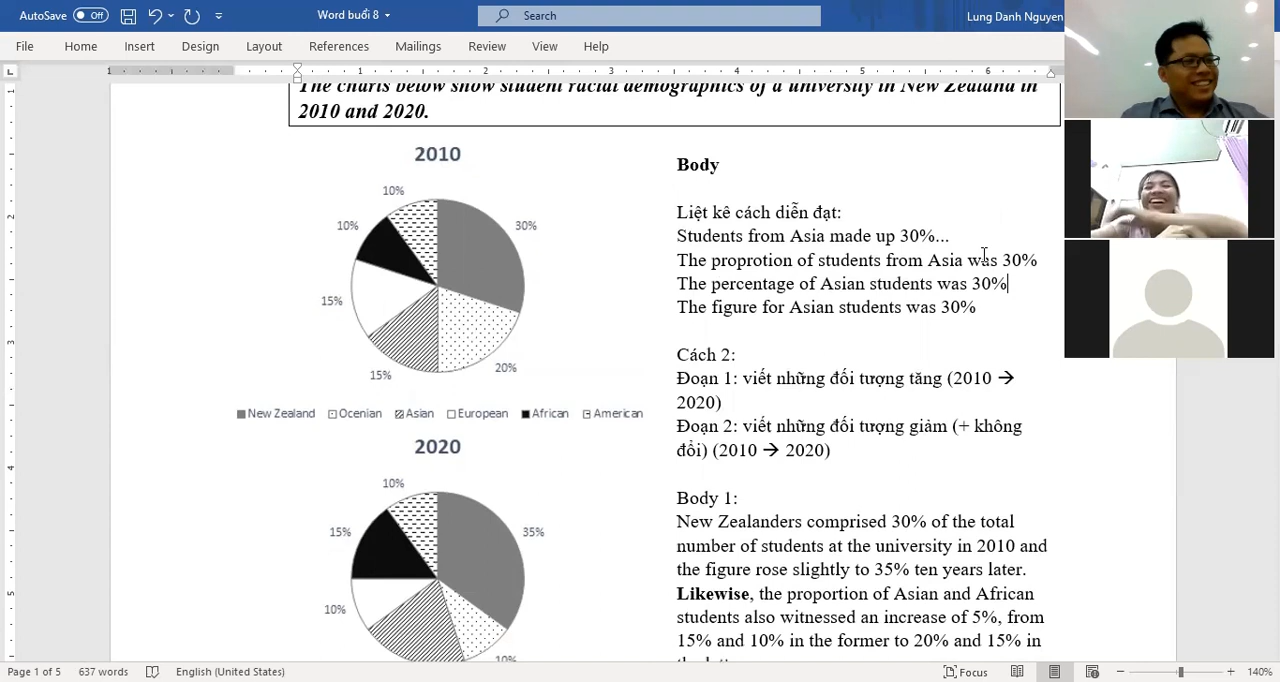 AutoSave Off Word buổi 8 Search Lung Danh Nguyen
File Home Insert Design Layout References Mailings Review View Help
1 1 2 3 4 5 6
The charts below show student racial demographics of a university in New Zealand in
2010 and 2020.
2010
10%
10%
30%
15%
15%
20%
New Zealand Ocenian Asian European African American
2020
10%
15%
35%
10%
10%
Body
Liệt kê cách diễn đạt:
Students from Asia made up 30%...
The proprotion of students from Asia was 30%
The percentage of Asian students was 30%
The figure for Asian students was 30%
Cách 2:
Đoạn 1: viết những đối tượng tăng (2010 →
2020)
Đoạn 2: viết những đối tượng giảm (+ không
đổi) (2010 → 2020)
Body 1:
New Zealanders comprised 30% of the total
number of students at the university in 2010 and
the figure rose slightly to 35% ten years later.
Likewise, the proportion of Asian and African
students also witnessed an increase of 5%, from
15% and 10% in the former to 20% and 15% in
Page 1 of 5 637 words English (United States) Focus 140%